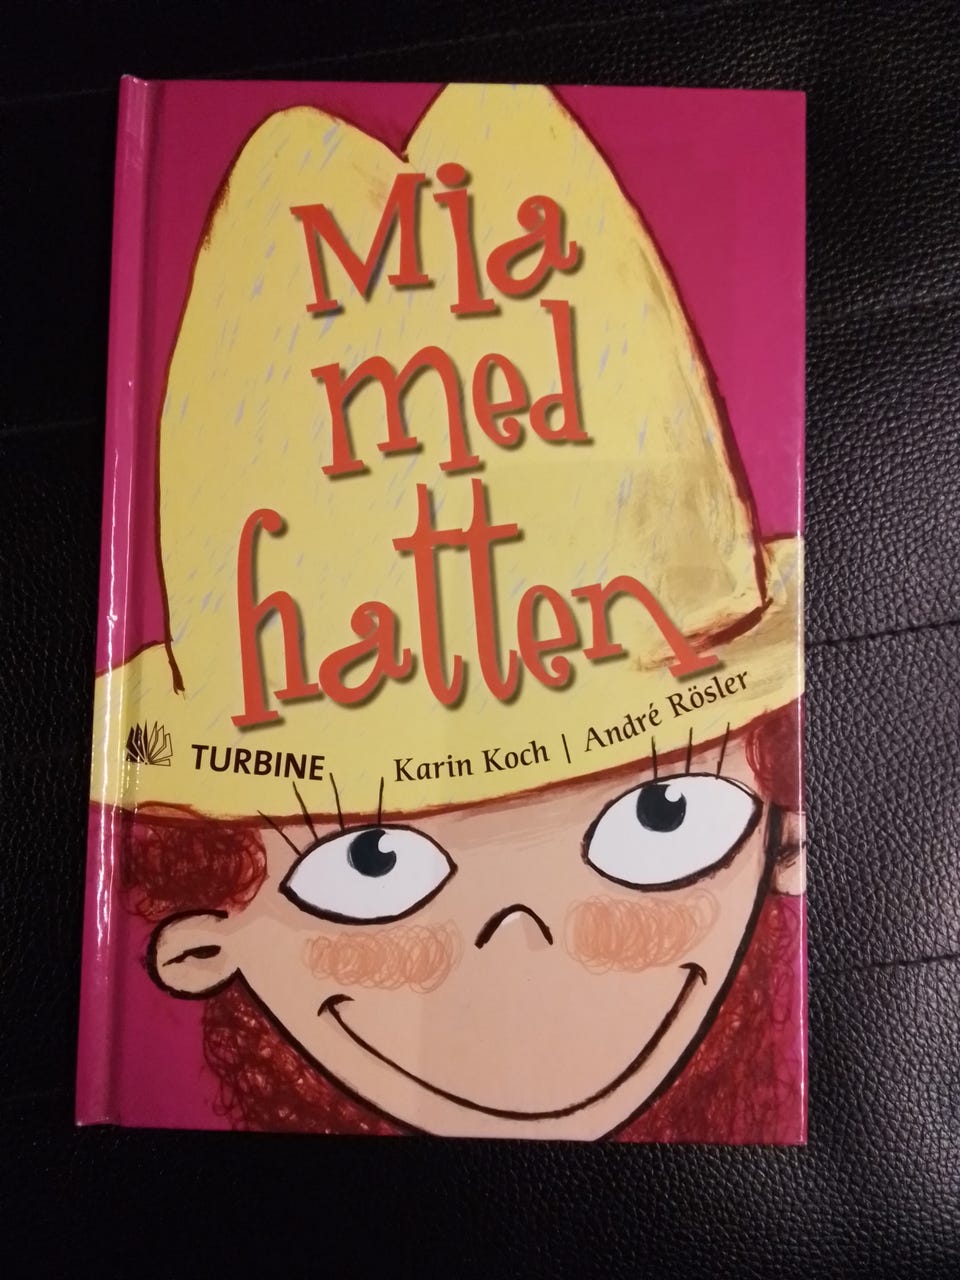 Mia
med
hatten
TURBINE
Karin Koch | André Rösler